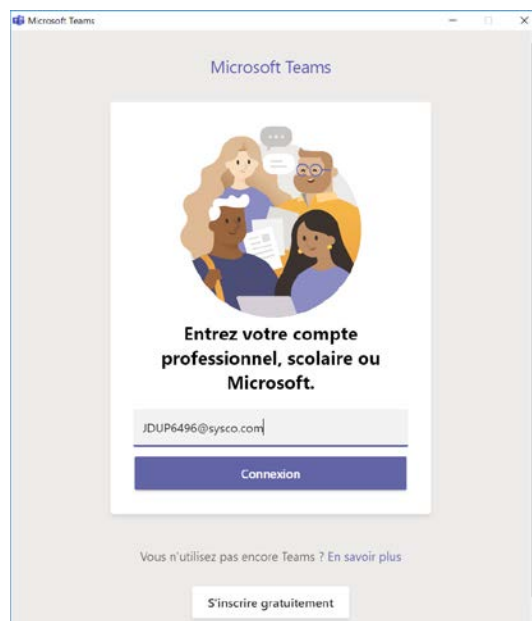 Microsoft Teams
Microsoft Teams
Entrez votre compte
professionnel, scolaire ou
Microsoft.
JDUP6496@sysco.com
Connexion
Vous n'utilisez pas encore Teams ? En savoir plus
S'inscrire gratuitement